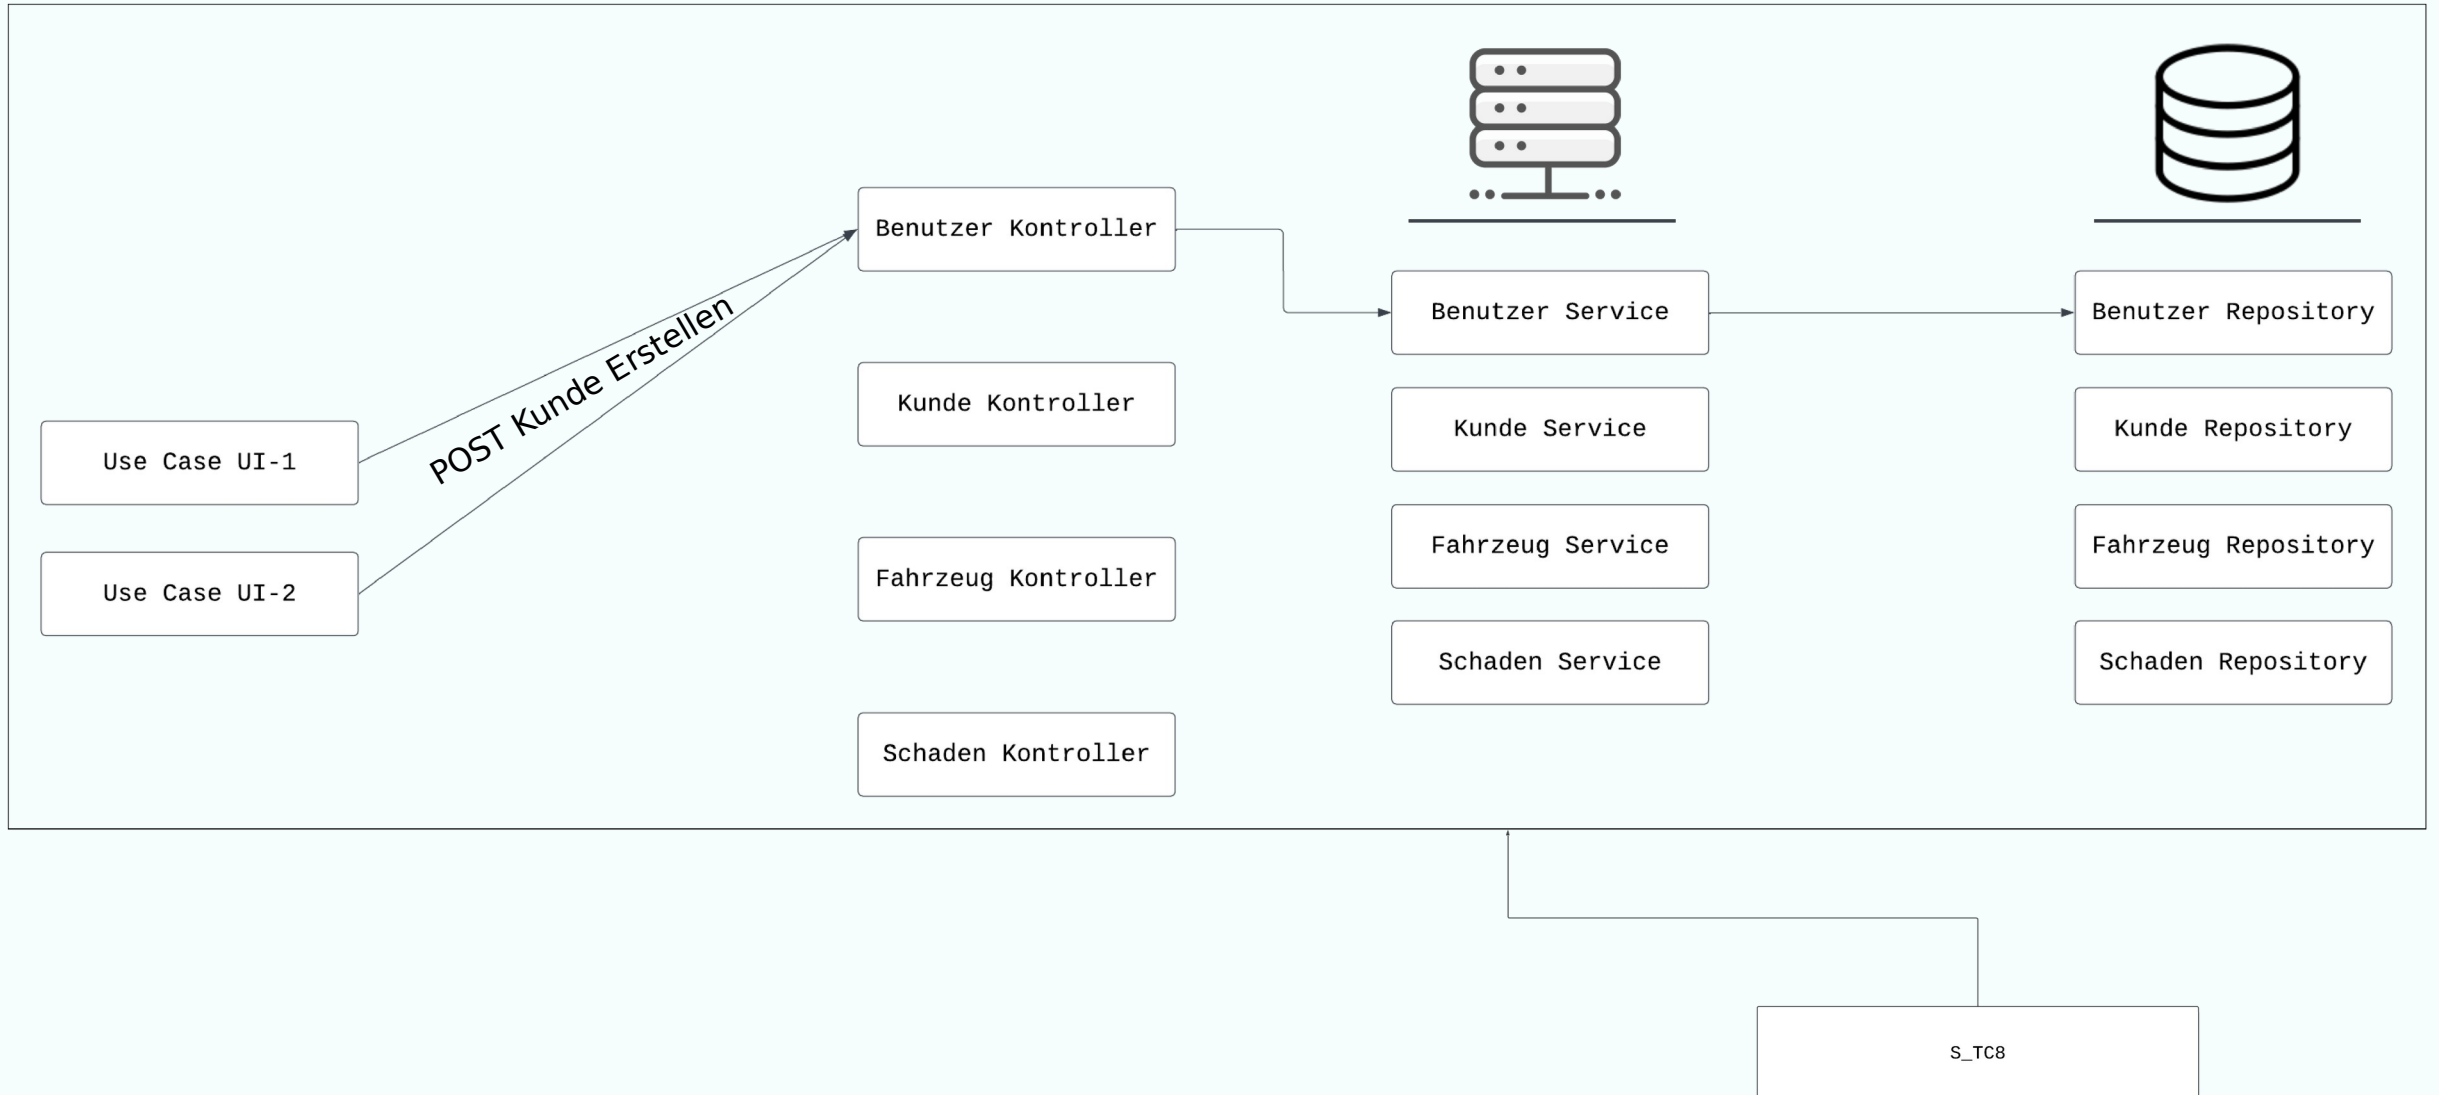 Use Case UI-1
Use Case UI-2
POST Kunde Erstellen
Benutzer Kontroller
Kunde Kontroller
Fahrzeug Kontroller
Schaden Kontroller
Benutzer Service
Kunde Service
Fahrzeug Service
Schaden Service
Benutzer Repository
Kunde Repository
Fahrzeug Repository
Schaden Repository
S_TC8